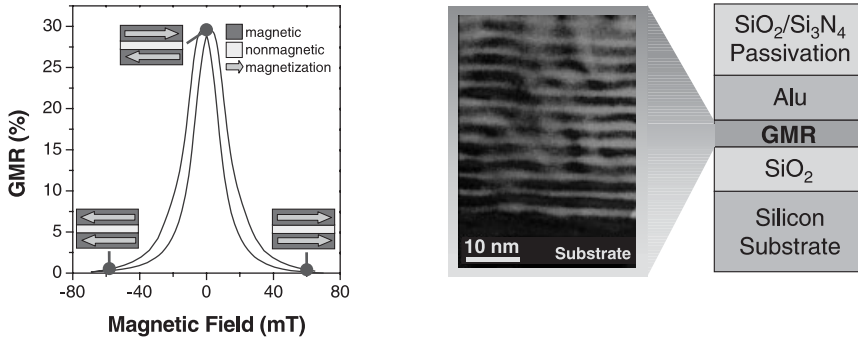 GMR (%)
30
25
20
15
10
5
0
-80
-40
0
40
80
Magnetic Field (mT)
magnetic
nonmagnetic
magnetization
10 nm
Substrate
SiO2/Si3N4
Passivation
Alu
GMR
SiO2
Silicon
Substrate